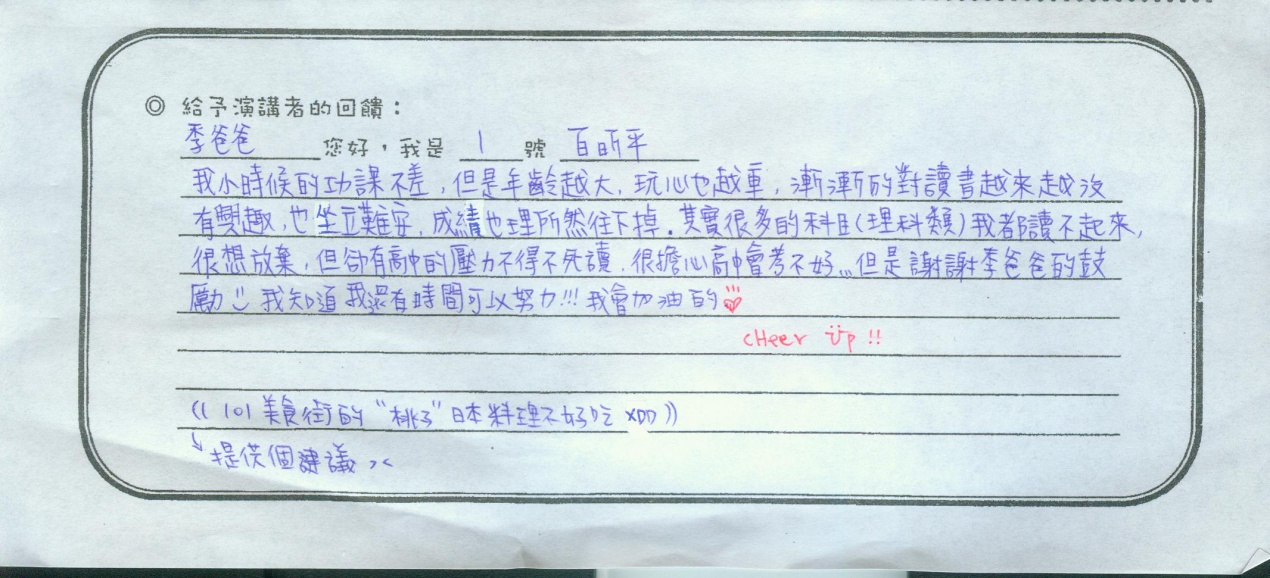 ◎ 給予演講者的回饋：
李爸爸 您好，我是 1 號 百昕平
我小時候的功課不差，但是年齡越大，玩心也越重，漸漸的對讀書越來越沒
有興趣，也坐立難安，成績也理所然往下掉。其實很多的科目(理科類)我都讀不起來，
很想放棄，但卻有高中的壓力不得不死讀，很擔心高中會考不好...但是謝謝李爸爸的鼓
勵!! 我知道我還有時間可以努力!!! 我會加油的♡
cHeer Up !!
(( 101美食街的“桃子”日本料理不好吃 XDD ))
↳提供個建議 ><